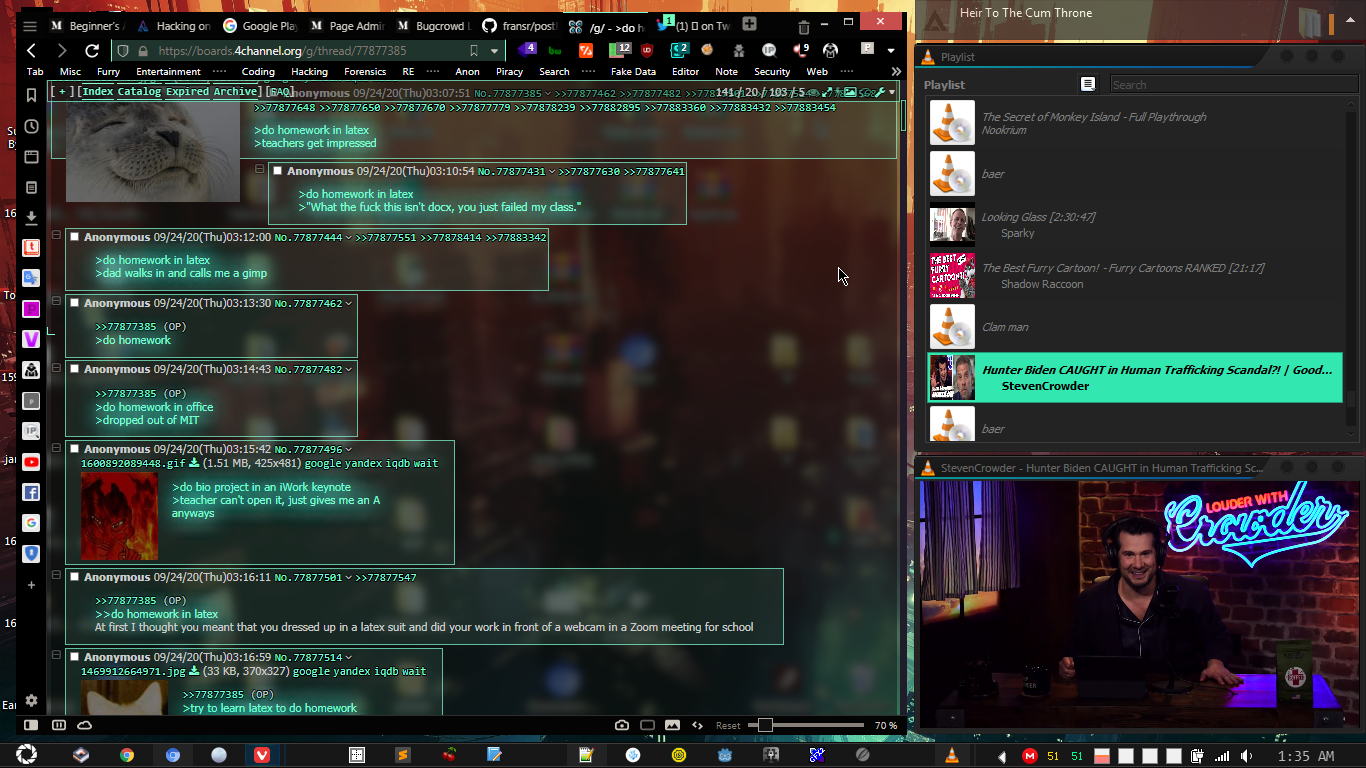 Beginner's A
Hacking on
Google Play
Page Admin
Bugcrowd U
fransr/post
/g/ - >do ho
(1)
on Tw
https://boards.4channel.org/g/thread/77877385
4
12
2
9
Tab
Misc
Furry
Entertainment
Coding
Hacking
Forensics
RE
Anon
Piracy
Search
Fake Data
Editor
Note
Security
Web
[ + ] [Index Catalog Expired Archive] [FAQ]
Anonymous 09/24/20(Thu)03:07:51 No.77877385
>>77877431 >>77877444
141 / 20 / 103 / 5
>>77877648 >>77877650 >>77877670 >>77877779 >>77878239 >>77882895 >>77883360 >>77883432 >>77883454
>do homework in latex
>teachers get impressed
Anonymous 09/24/20(Thu)03:10:54 No.77877431 >>77877630 >>77877641
>do homework in latex
>"What the fuck this isn't docx, you just failed my class."
Anonymous 09/24/20(Thu)03:12:00 No.77877444 >>77877551 >>77878414 >>77883342
>do homework in latex
>dad walks in and calls me a gimp
Anonymous 09/24/20(Thu)03:13:30 No.77877462
>>77877385 (OP)
>do homework
Anonymous 09/24/20(Thu)03:14:43 No.77877482
>>77877385 (OP)
>do homework in office
>dropped out of MIT
Anonymous 09/24/20(Thu)03:15:42 No.77877496
1600892089448.gif (1.51 MB, 425x481) google yandex iqdb wait
>do bio project in an iWork keynote
>teacher can't open it, just gives me an A
anyways
Anonymous 09/24/20(Thu)03:16:11 No.77877501 >>77877547
>>77877385 (OP)
>>do homework in latex
At first I thought you meant that you dressed up in a latex suit and did your work in front of a webcam in a Zoom meeting for school
Anonymous 09/24/20(Thu)03:16:59 No.77877514
1469912664971.jpg (33 KB, 370x327) google yandex iqdb wait
>>77877385 (OP)
>try to learn latex to do homework
Reset
70 %
Heir To The Cum Throne
Playlist
Playlist
Search
The Secret of Monkey Island - Full Playthrough
Nookrium
baer
Looking Glass [2:30:47]
Sparky
THE BEST
FURRY
CARTOON!
The Best Furry Cartoon! - Furry Cartoons RANKED [21:17]
Shadow Raccoon
Clam man
Hunter Biden CAUGHT in Human Trafficking Scandal?! | Good...
StevenCrowder
baer
StevenCrowder - Hunter Biden CAUGHT in Human Trafficking Sc...
LOUDER WITH
Crowder
51
51
1:35 AM